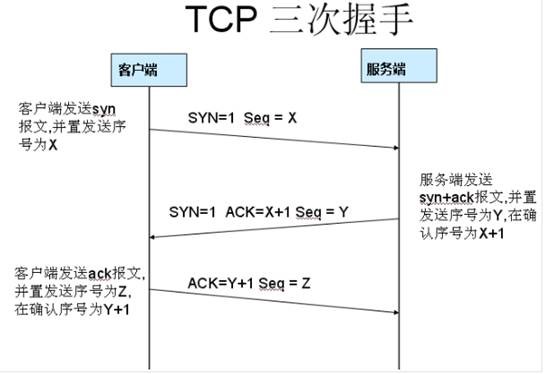 TCP 三次握手
客户端
服务端
客户端发送syn
报文,并置发送序
号为X
SYN=1 Seq = X
服务端发送
syn+ack报文,并置
发送序号为Y,在确
认序号为X+1
SYN=1 ACK=X+1 Seq = Y
客户端发送ack报文,
并置发送序号为Z,
在确认序号为Y+1
ACK=Y+1 Seq = Z